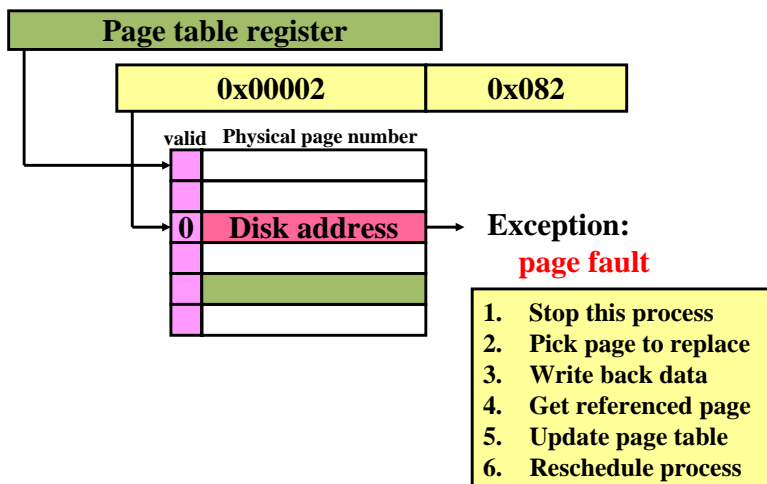 Page table register
0x00002 0x082
valid Physical page number
0 Disk address
Exception:
page fault
1. Stop this process
2. Pick page to replace
3. Write back data
4. Get referenced page
5. Update page table
6. Reschedule process